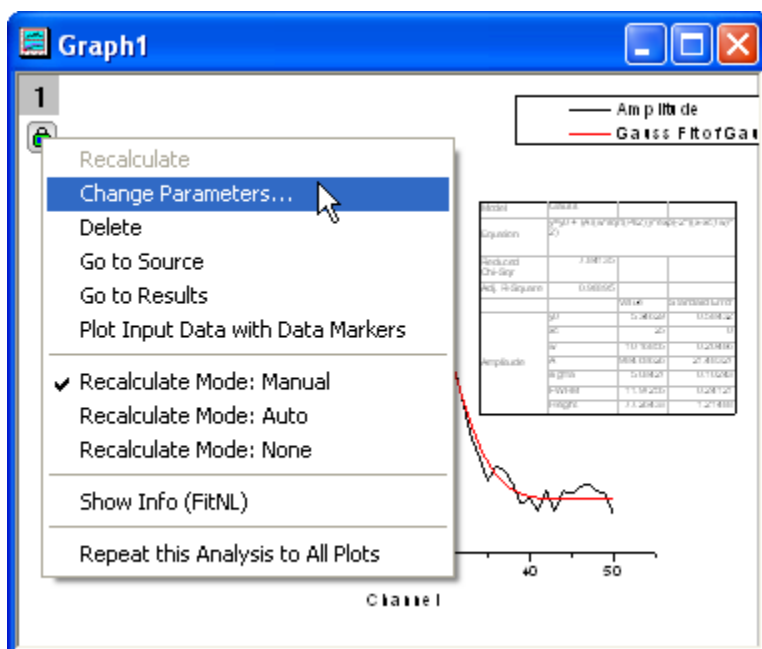 Graph1
1
Amplitude
Gauss Fit of Gau
Recalculate
Change Parameters...
Delete
Go to Source
Go to Results
Plot Input Data with Data Markers
Recalculate Mode: Manual
Recalculate Mode: Auto
Recalculate Mode: None
Show Info (FitNL)
Repeat this Analysis to All Plots
Model Gauss
Equation
Reduced Chi-Sqr
Adj. R-Square
Value Standard Error
Amplitude
y0
xc 25 0
w
A
sigma
FWHM
Height
40 50
Channel